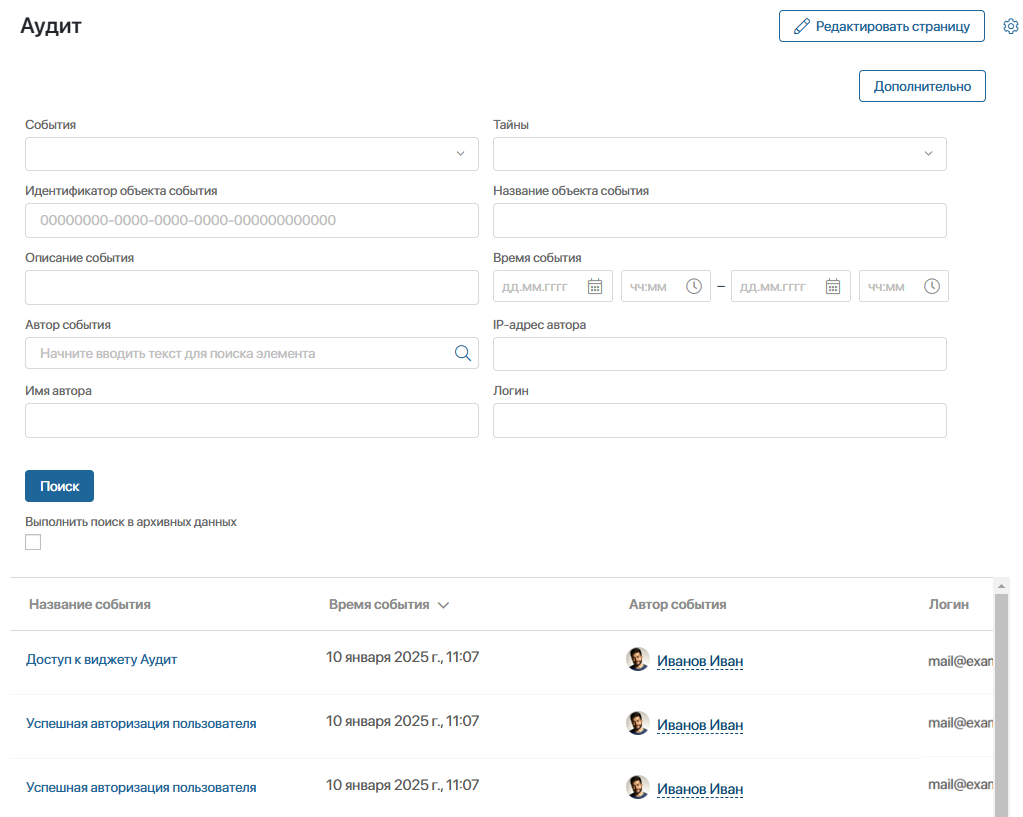 Аудит
Редактировать страницу
Дополнительно
События
Тайны
Идентификатор объекта события
Название объекта события
00000000-0000-0000-0000-000000000000
Описание события
Время события
дд.мм.гггг чч:мм – дд.мм.гггг чч:мм
Автор события
IP-адрес автора
Начните вводить текст для поиска элемента
Имя автора
Логин
Поиск
Выполнить поиск в архивных данных
Название события Время события Автор события Логин
Доступ к виджету Аудит 10 января 2025 г., 11:07 Иванов Иван mail@exam
Успешная авторизация пользователя 10 января 2025 г., 11:07 Иванов Иван mail@exam
Успешная авторизация пользователя 10 января 2025 г., 11:07 Иванов Иван mail@exam